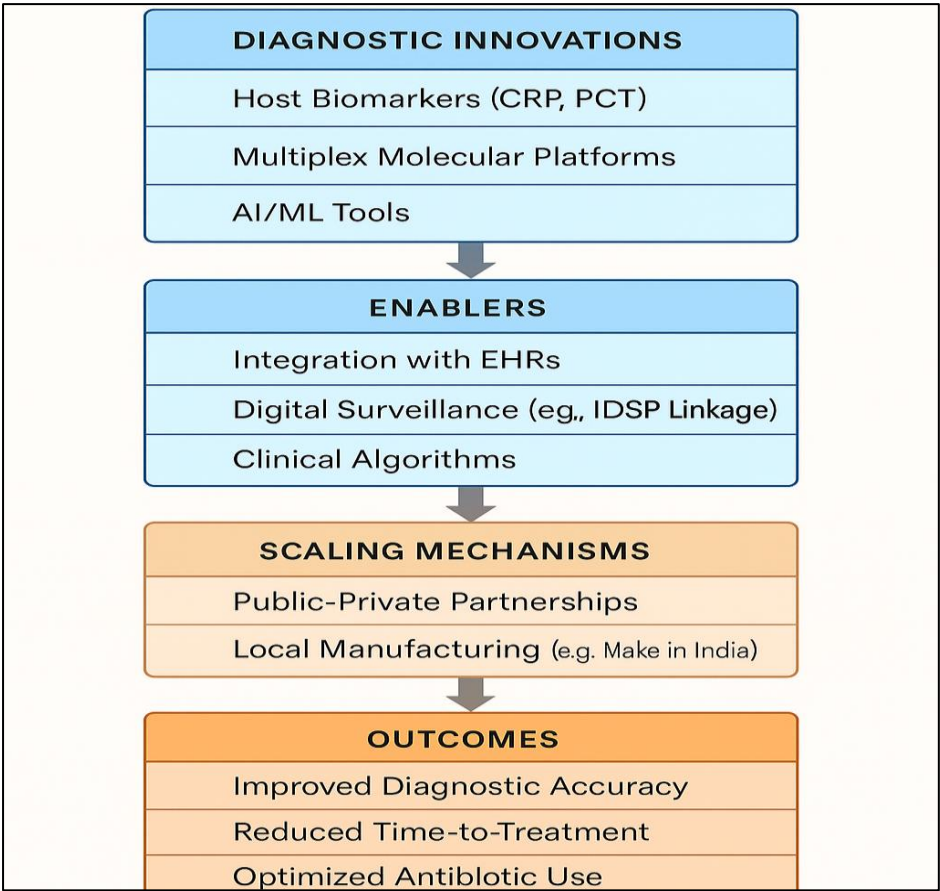 DIAGNOSTIC INNOVATIONS
Host Biomarkers (CRP, PCT)
Multiplex Molecular Platforms
AI/ML Tools
ENABLERS
Integration with EHRs
Digital Surveillance (eg,. IDSP Linkage)
Clinical Algorithms
SCALING MECHANISMS
Public-Private Partnerships
Local Manufacturing (e.g. Make in India)
OUTCOMES
Improved Diagnostic Accuracy
Reduced Time-to-Treatment
Optimized Antiblotic Use